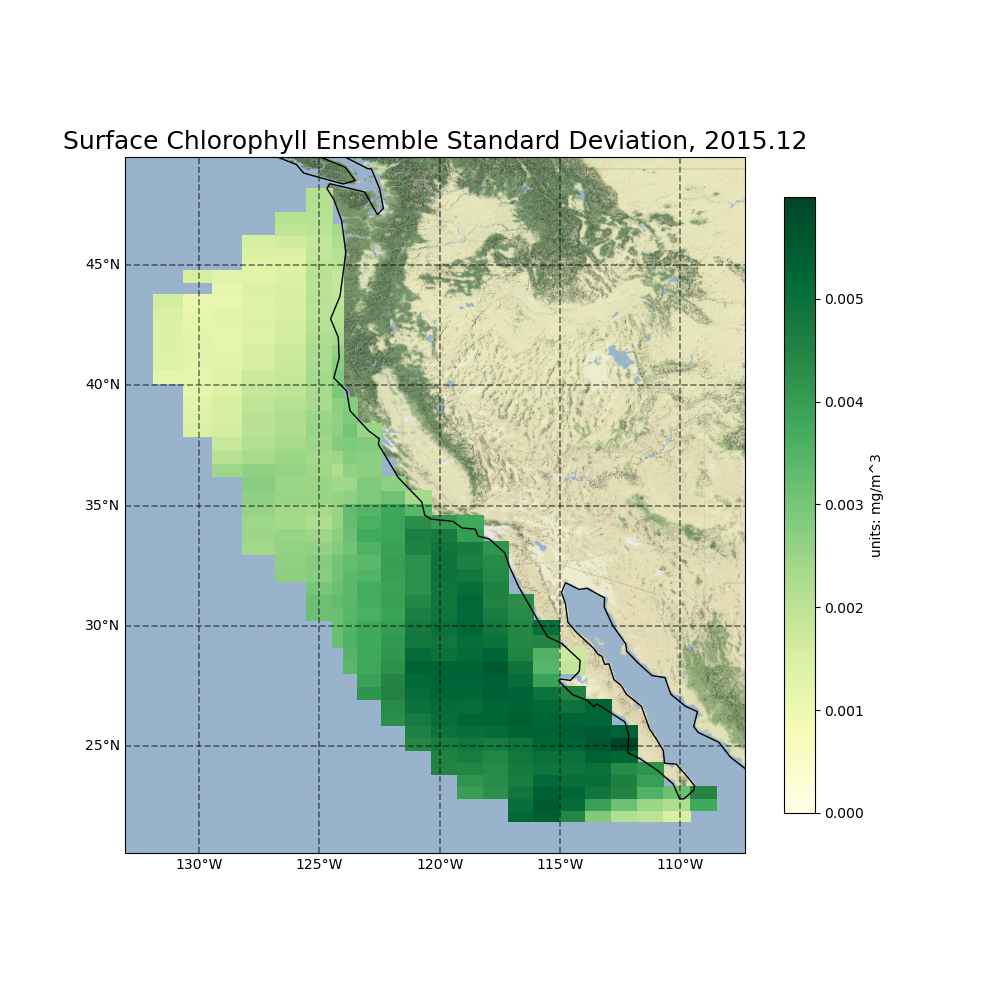 Surface Chlorophyll Ensemble Standard Deviation, 2015.12
45°N
40°N
35°N
30°N
25°N
130°W
125°W
120°W
115°W
110°W
0.005
0.004
0.003
0.002
0.001
0.000
units: mg/m^3